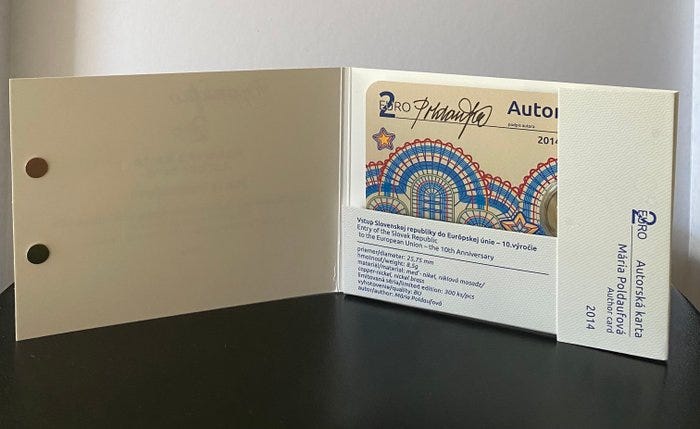 2
EURO
Poldaufová
podpis autora
Autor
2014
Vstup Slovenskej republiky do Európskej únie – 10.výročie
Entry of the Slovak Republic
to the European Union – the 10th Anniversary
priemer/diameter: 25,75 mm
hmotnosť/weight: 8,5g
materiál/material: meď - nikel, niklová mosadz/
copper-nickel, nickel brass
limitovaná séria/limited edition: 300 ks/pcs
vyhotovenie/quality: BU
autor/author: Mária Poldaufová
2
EURO
Autorská karta
Mária Poldaufová
Author card
2014